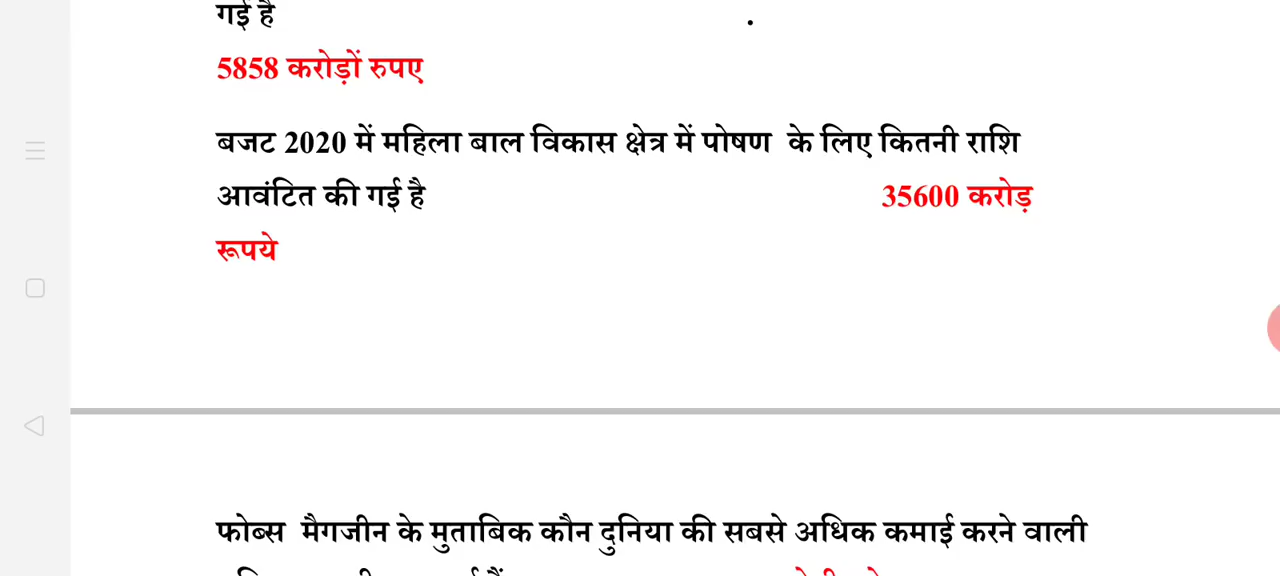 गई है
5858 करोड़ों रुपए
बजट 2020 में महिला बाल विकास क्षेत्र में पोषण के लिए कितनी राशि
आवंटित की गई है 35600 करोड़
रूपये
फोब्स मैगजीन के मुताबिक कौन दुनिया की सबसे अधिक कमाई करने वाली